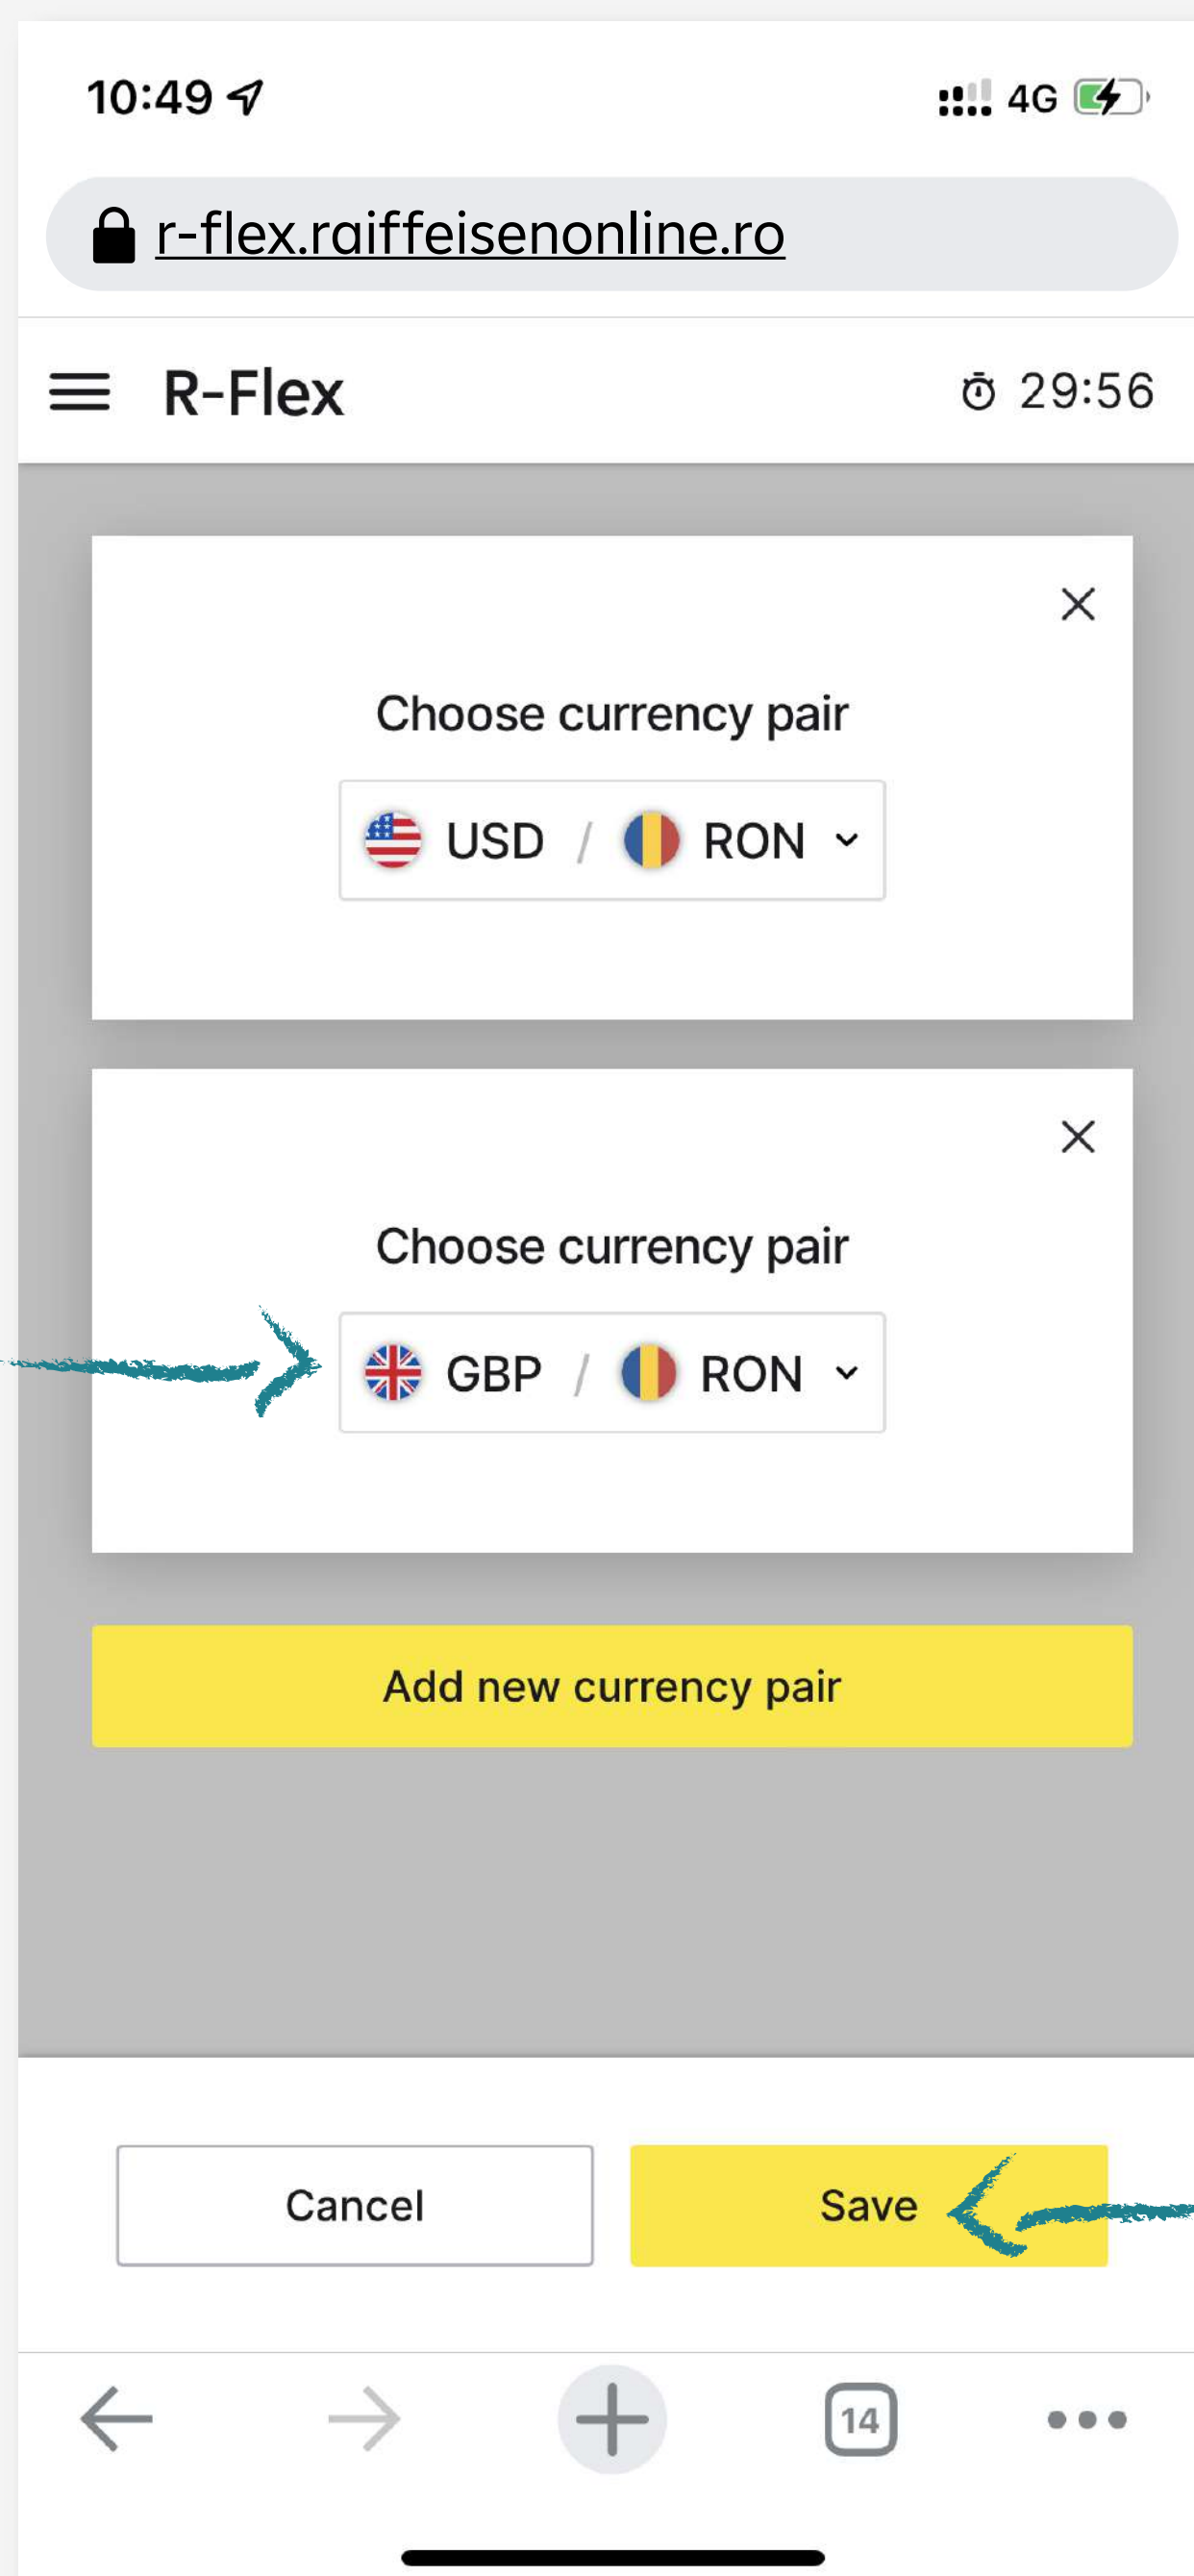 10:49
4G
r-flex.raiffeisenonline.ro
R-Flex
29:56
Choose currency pair
USD / RON
Choose currency pair
GBP / RON
Add new currency pair
Cancel
Save
14